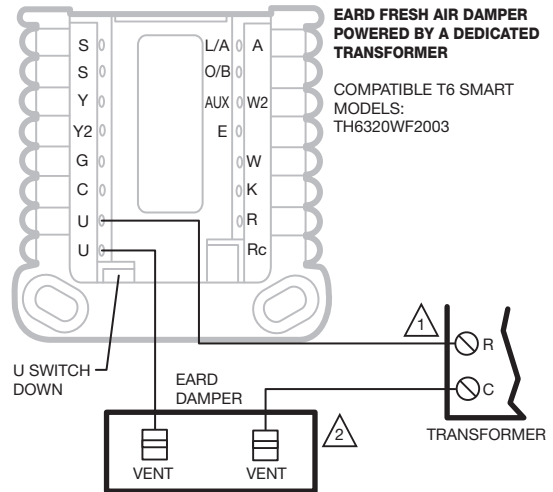 EARD FRESH AIR DAMPER
POWERED BY A DEDICATED
TRANSFORMER
COMPATIBLE T6 SMART
MODELS:
TH6320WF2003
S L/A A
S O/B
Y AUX W2
Y2 E
G W
C K
U R
U Rc
1
R
U SWITCH
DOWN
EARD
DAMPER
C
2
TRANSFORMER
VENT VENT